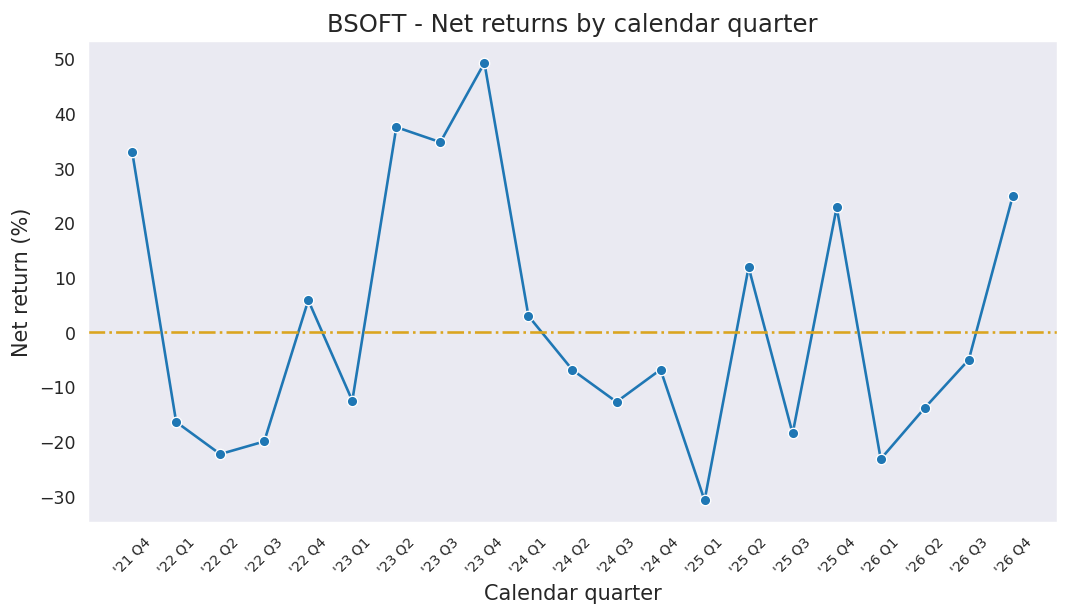 BSOFT - Net returns by calendar quarter
Net return (%)
50
40
30
20
10
0
−10
−20
−30
'21 Q4
'22 Q1
'22 Q2
'22 Q3
'22 Q4
'23 Q1
'23 Q2
'23 Q3
'23 Q4
'24 Q1
'24 Q2
'24 Q3
'24 Q4
'25 Q1
'25 Q2
'25 Q3
'25 Q4
'26 Q1
'26 Q2
'26 Q3
'26 Q4
Calendar quarter